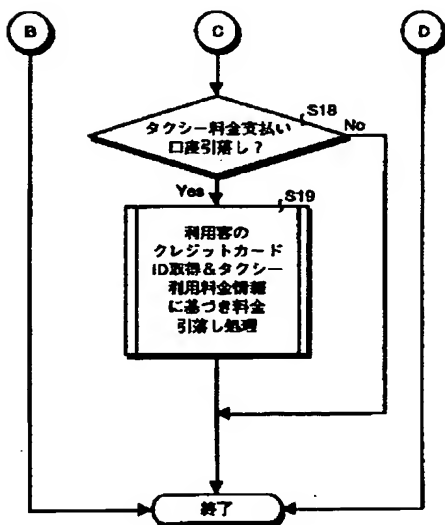 B
C
D
S18
タクシー料金支払い
口座引落し?
No
Yes
S19
利用客の
クレジットカード
ID取得&タクシー
利用料金情報
に基づき料金
引落し処理
終了